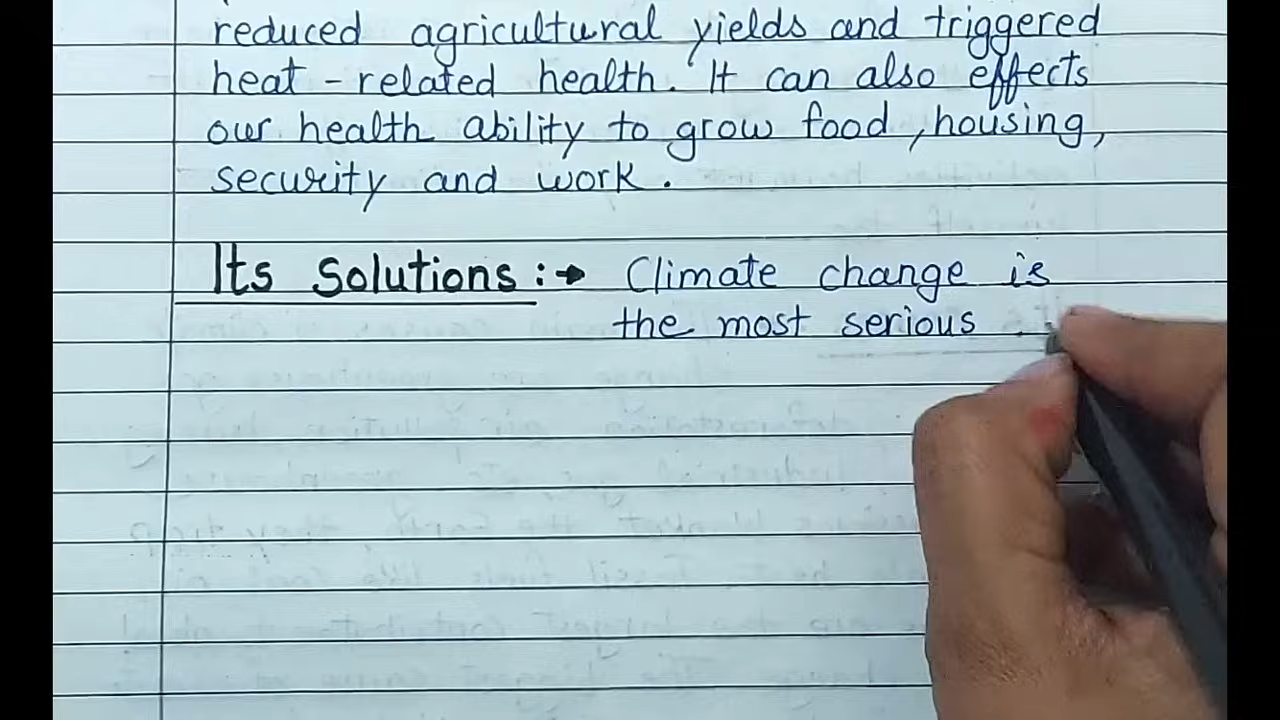 reduced agricultural yields and triggered
heat-related health. It can also effects
our health ability to grow food, housing,
security and work.
Its Solutions:→ Climate change is
the most serious